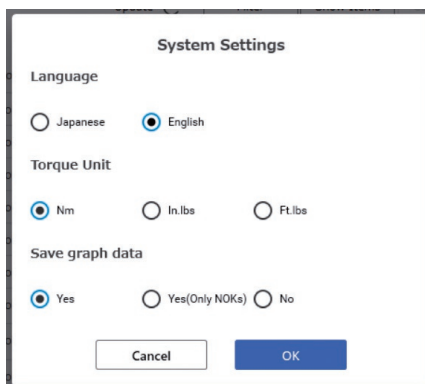 System Settings
Language
Japanese English
Torque Unit
Nm In.lbs Ft.lbs
Save graph data
Yes Yes(Only NOKs) No
Cancel OK